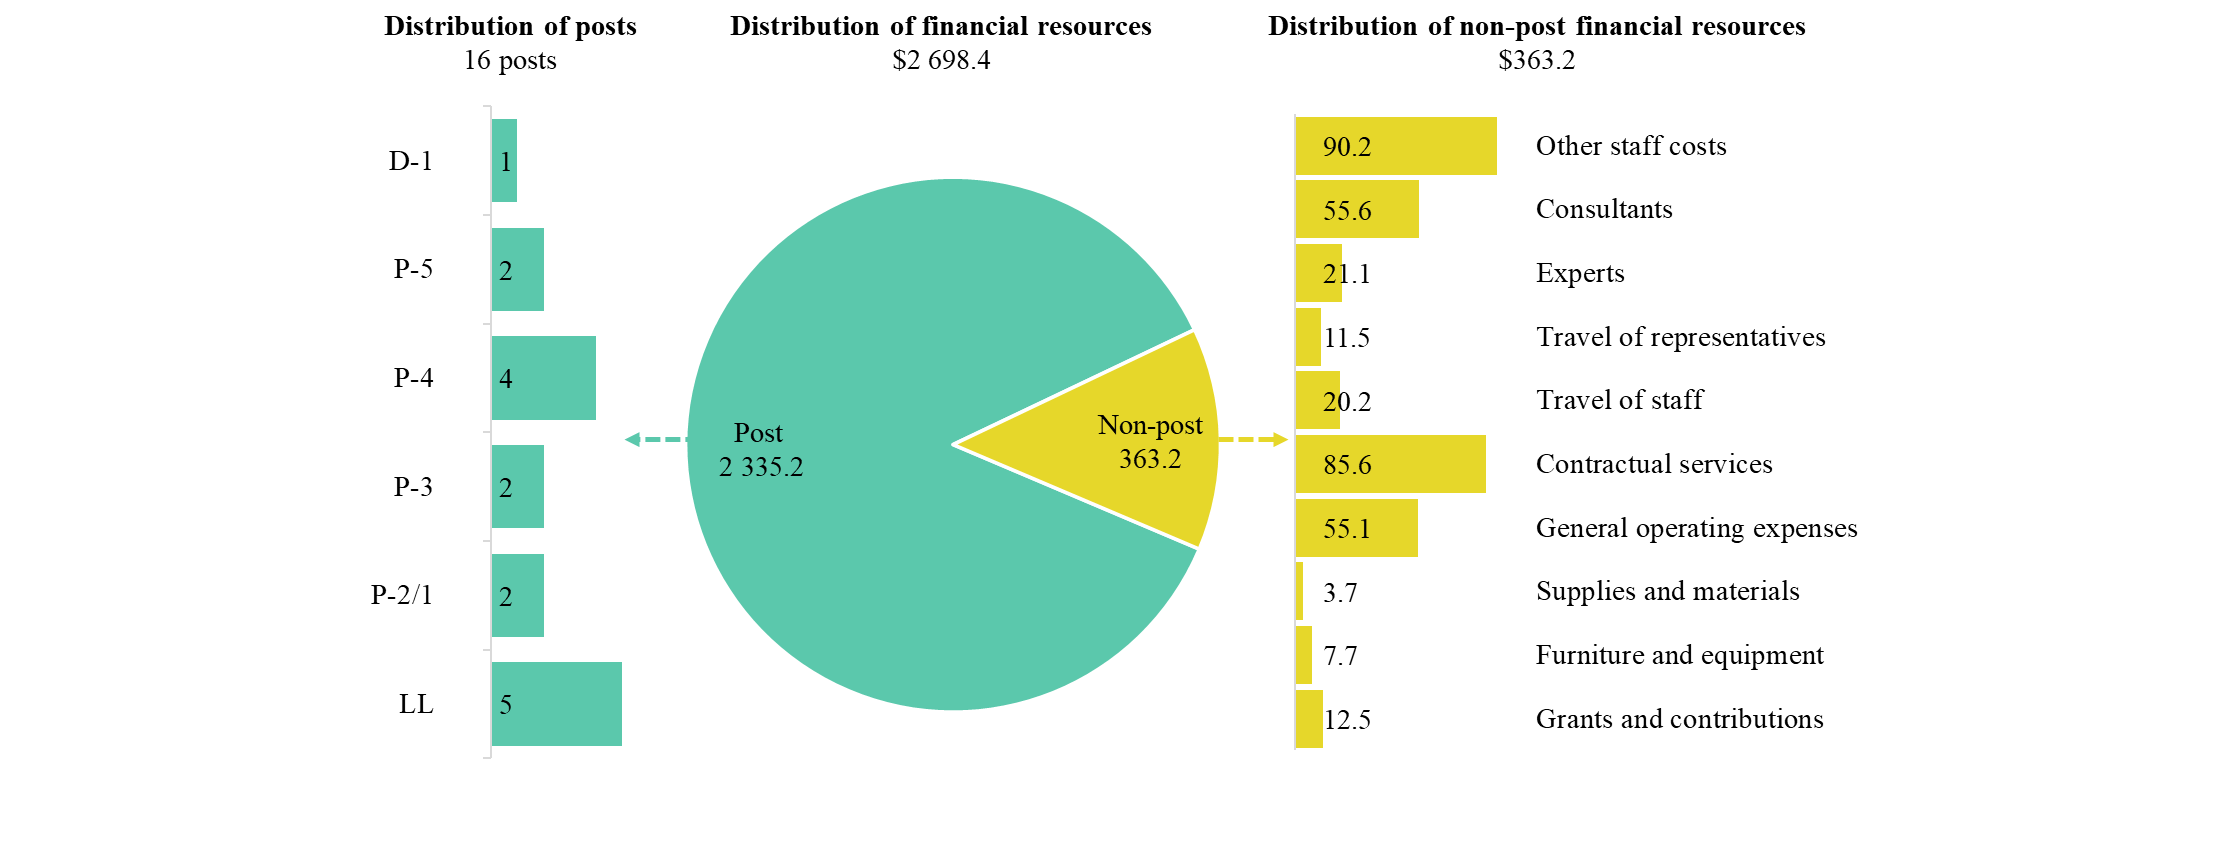 Distribution of posts
16 posts
D-1
1
P-5
2
P-4
4
P-3
2
P-2/1
2
LL
5
Distribution of financial resources
$2 698.4
Post
2 335.2
Non-post
363.2
Distribution of non-post financial resources
$363.2
90.2 Other staff costs
55.6 Consultants
21.1 Experts
11.5 Travel of representatives
20.2 Travel of staff
85.6 Contractual services
55.1 General operating expenses
3.7 Supplies and materials
7.7 Furniture and equipment
12.5 Grants and contributions